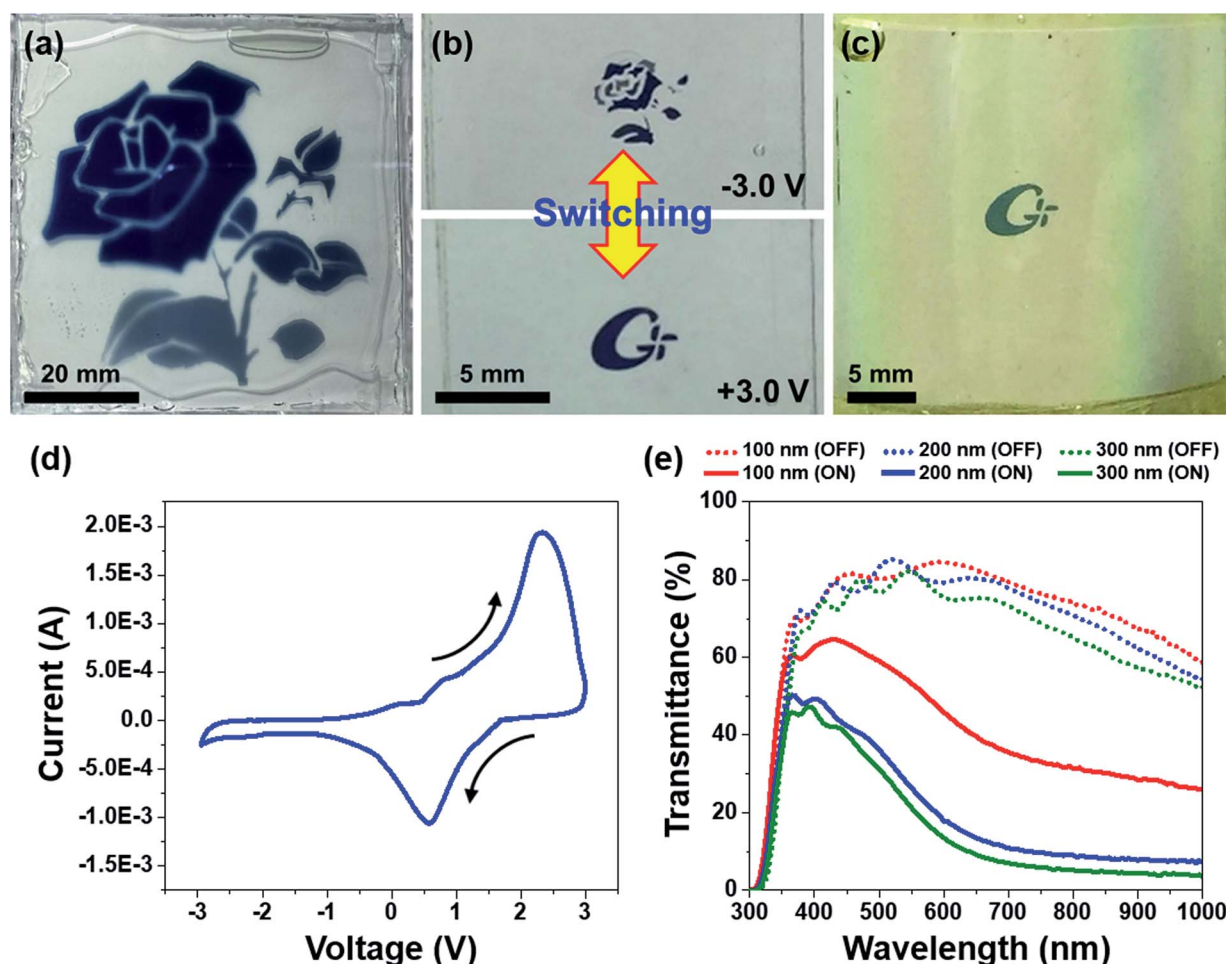 (a)
20 mm
(b)
-3.0 V
Switching
5 mm
+3.0 V
(c)
G+
5 mm
(d)
Current (A)
2.0E-3
1.5E-3
1.0E-3
5.0E-4
0.0
-5.0E-4
-1.0E-3
-1.5E-3
-3 -2 -1 0 1 2 3
Voltage (V)
(e)
100 nm (OFF) 200 nm (OFF) 300 nm (OFF)
100 nm (ON) 200 nm (ON) 300 nm (ON)
Transmittance (%)
100
80
60
40
20
0
300 400 500 600 700 800 900 1000
Wavelength (nm)